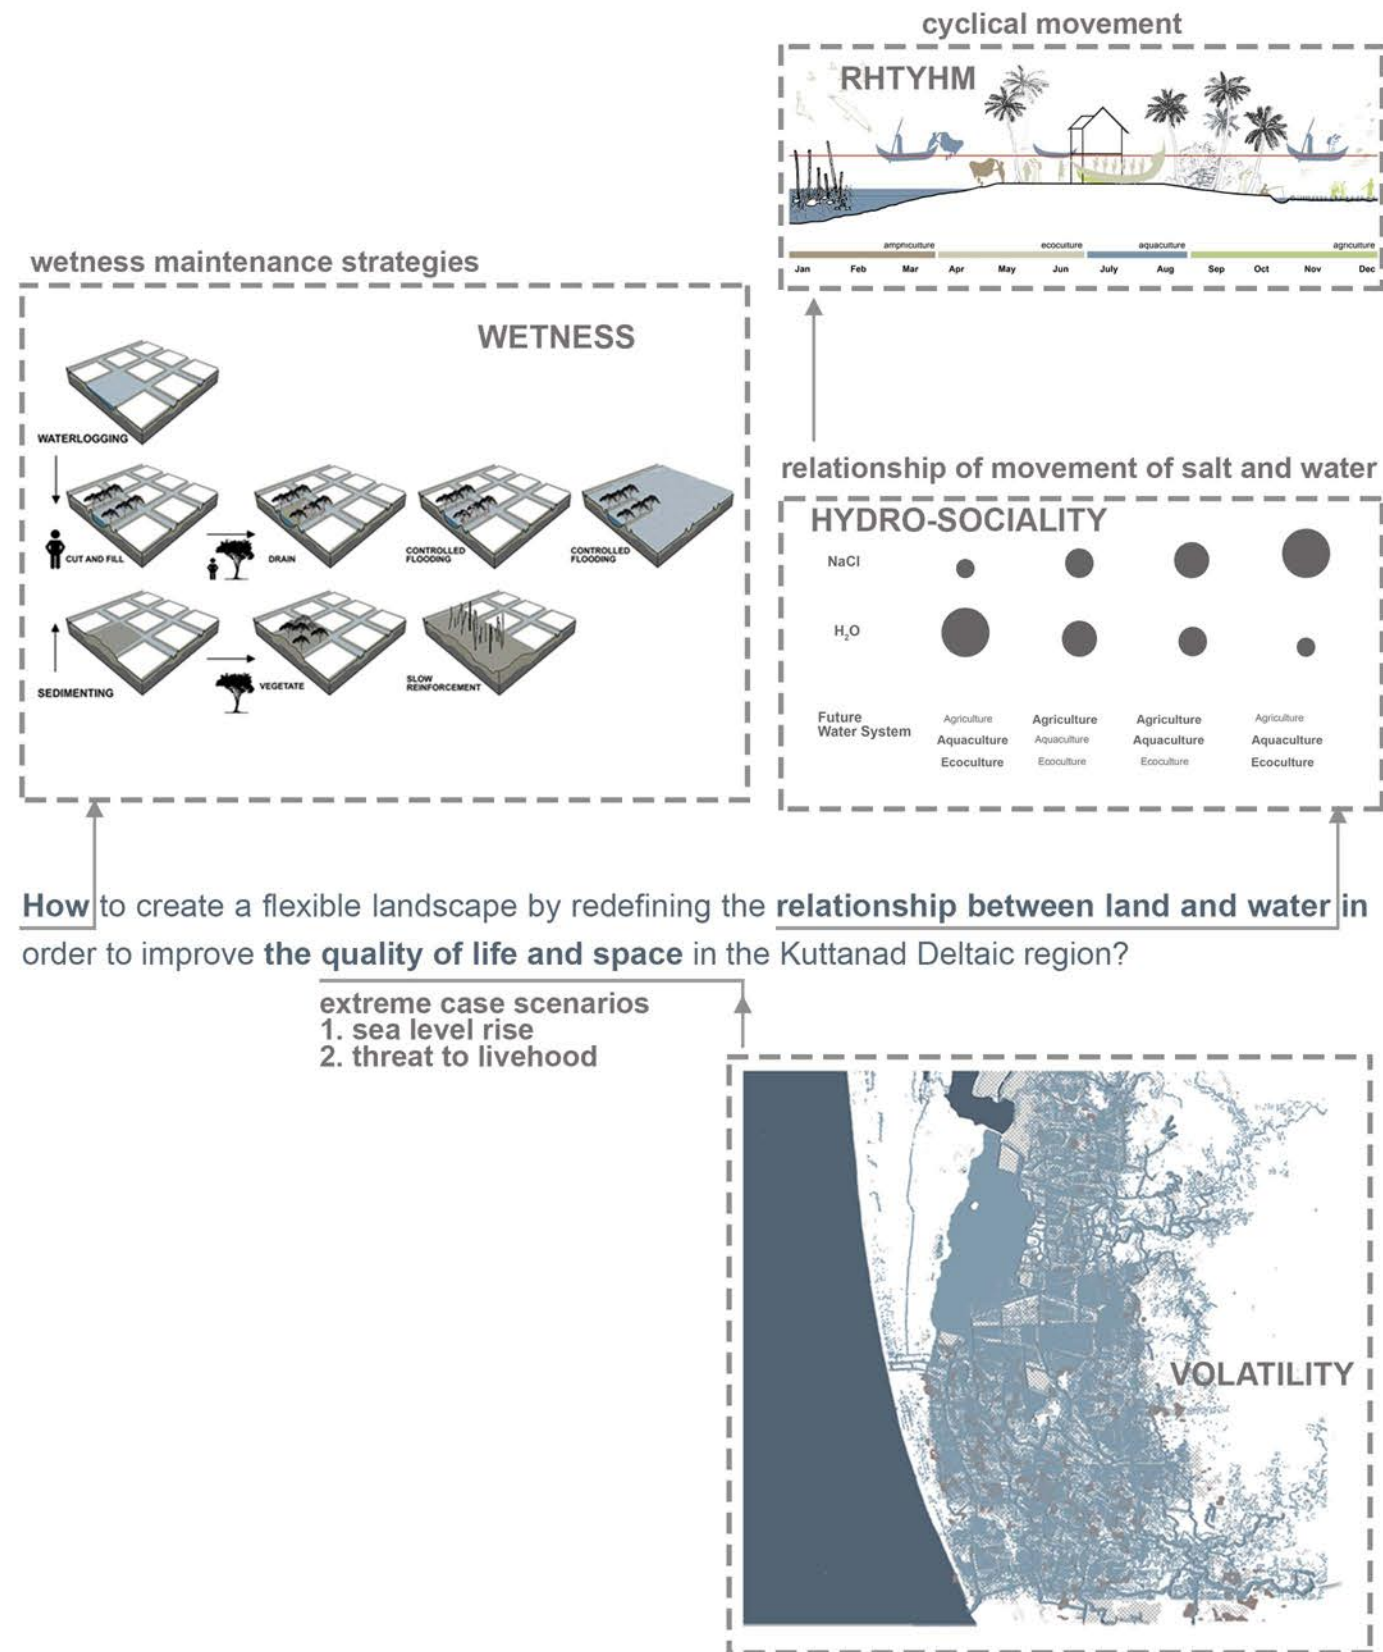 cyclical movement
RHTYHM
amphiculture ecoculture aquaculture agriculture
Jan Feb Mar Apr May Jun July Aug Sep Oct Nov Dec
wetness maintenance strategies
WETNESS
WATERLOGGING
CUT AND FILL
DRAIN
CONTROLLED
FLOODING
CONTROLLED
FLOODING
SEDIMENTING
VEGETATE
SLOW
REINFORCEMENT
relationship of movement of salt and water
HYDRO-SOCIALITY
NaCl
H₂O
Future
Water System
Agriculture Agriculture Agriculture Agriculture
Aquaculture Aquaculture Aquaculture Aquaculture
Ecoculture Ecoculture Ecoculture Ecoculture
How to create a flexible landscape by redefining the relationship between land and water in
order to improve the quality of life and space in the Kuttanad Deltaic region?
extreme case scenarios
1. sea level rise
2. threat to livehood
VOLATILITY